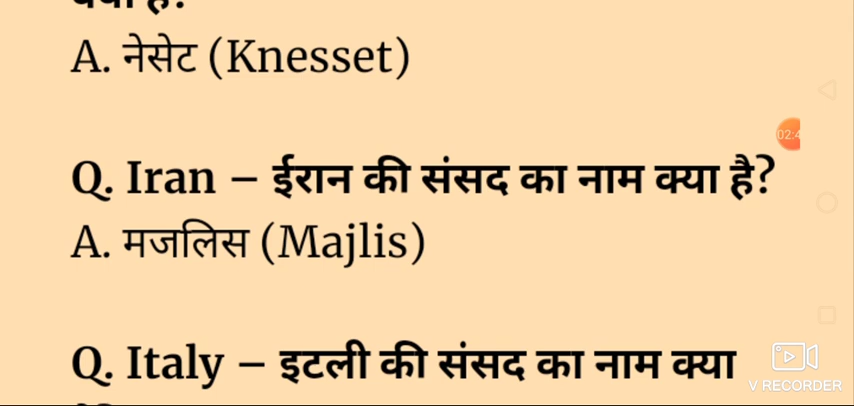 A. नेसेट (Knesset)
Q. Iran – ईरान की संसद का नाम क्या है?
A. मजलिस (Majlis)
Q. Italy – इटली की संसद का नाम क्या
V RECORDER